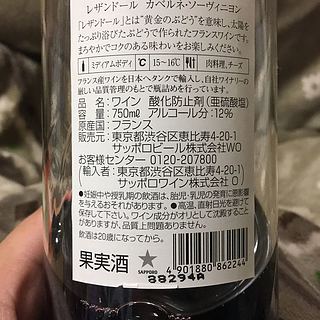 レザンドール カベルネ・ソーヴィニヨン
「レザンドール」とは"黄金のぶどう"を意味し、太陽を
たっぷり浴びたぶどうで作られたフランスワインです。
まろやかでコクのある味わいをお楽しみください。
ミディアムボディ 15~16℃ 肉料理、チーズ
フランス産ワインを日本へタンクで輸入し、自社ワイナリーの
厳しい品質管理のもとで瓶詰めを行っています。
品名:ワイン 酸化防止剤(亜硫酸塩)
容量:750㎖ アルコール分:12%
原産国:フランス
販売元:東京都渋谷区恵比寿4-20-1
サッポロビール株式会社WO
お客様センター 0120-207800
輸入者:東京都渋谷区恵比寿4-20-1
サッポロワイン株式会社 O
●妊娠中や授乳期の飲酒は、胎児・乳児の発育に悪影響
を与えるおそれがあります。●高温、直射日光を避けて
保存して下さい。ワイン成分がオリとして沈殿すること
がありますが、品質上問題ありません。
飲酒は20歳になってから。
果実酒
SAPPORO
4 901880 862244
88294A